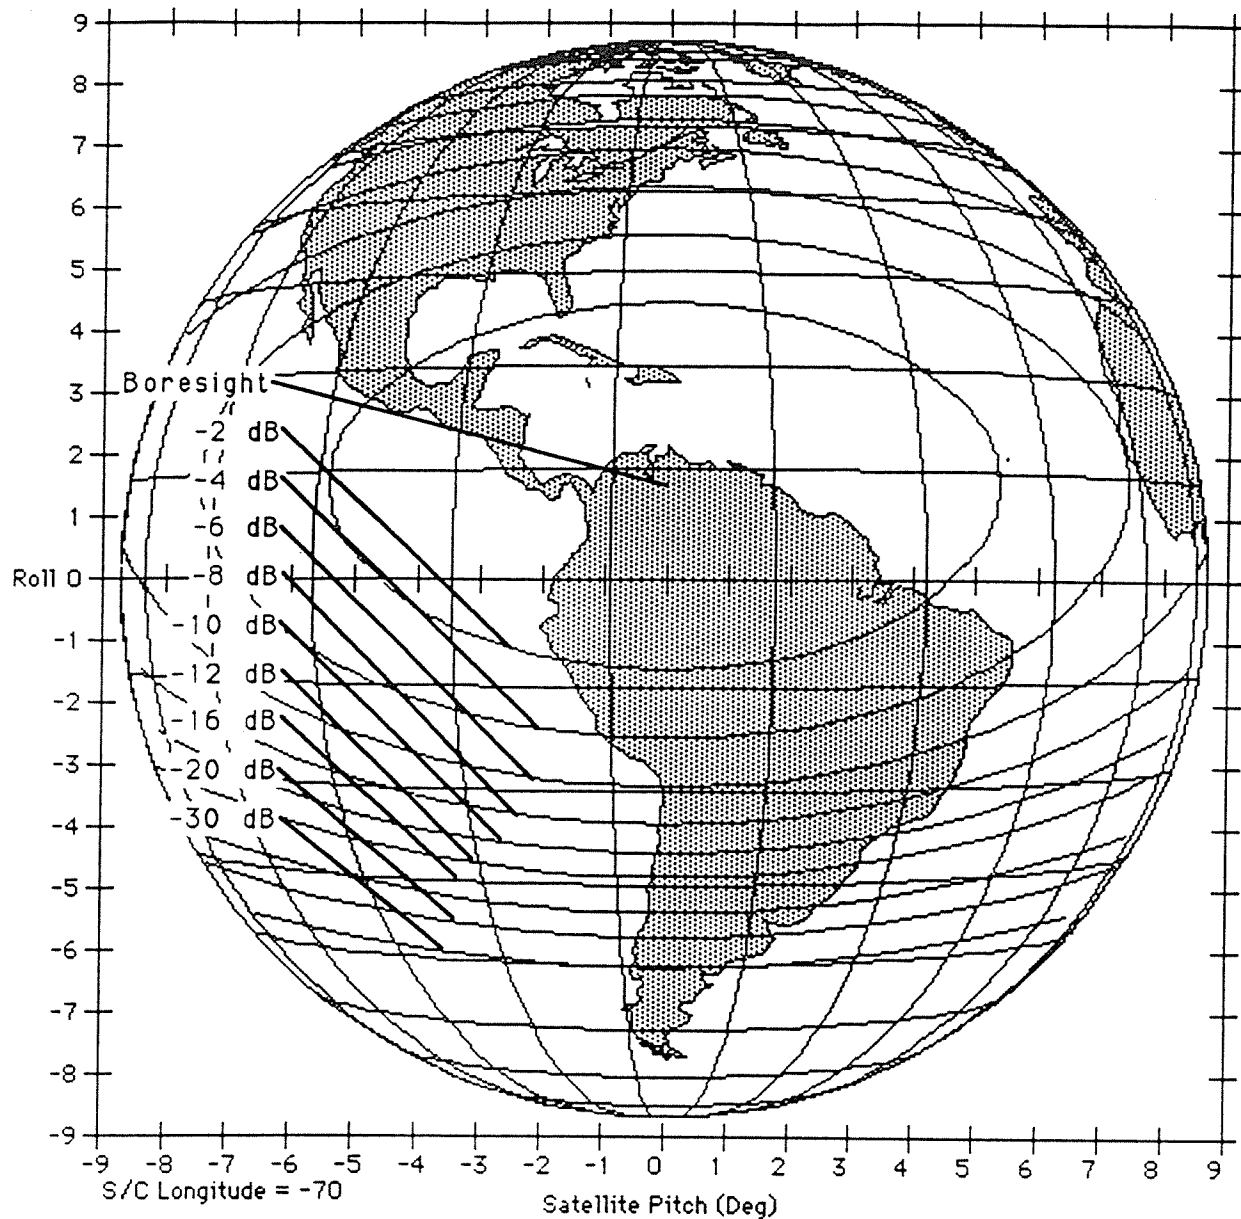 9
8
7
6
5
4
3
Boresight
-2 dB
2
-4 dB
1
-6 dB
Roll 0
-8 dB
-1
-10 dB
-12 dB
-2
-16 dB
-3
-20 dB
-30 dB
-4
-5
-6
-7
-8
-9
-9 -8 -7 -6 -5 -4 -3 -2 -1 0 1 2 3 4 5 6 7 8 9
S/C Longitude = -70
Satellite Pitch (Deg)